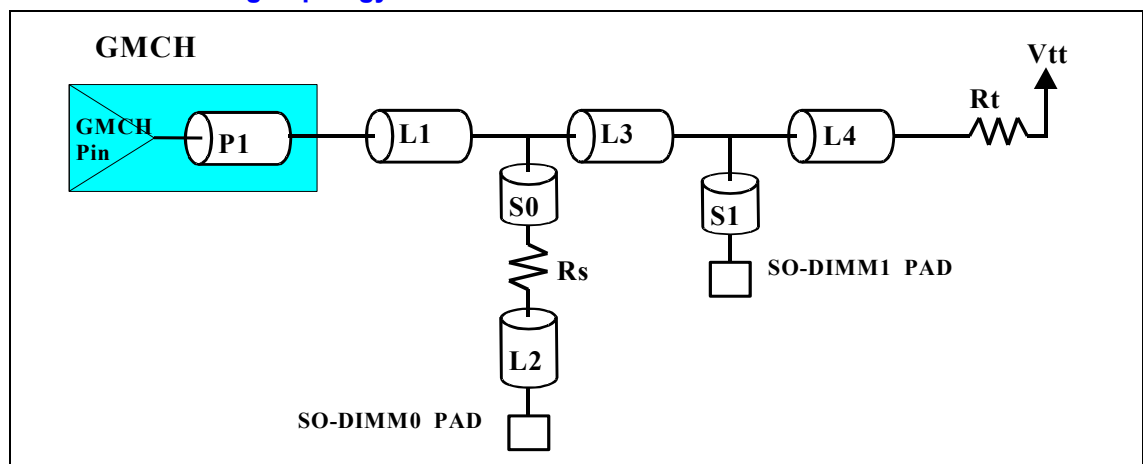 GMCH
Vtt
Rt
GMCH
Pin
P1
L1
L3
L4
S0
S1
Rs
SO-DIMM1 PAD
L2
SO-DIMM0 PAD